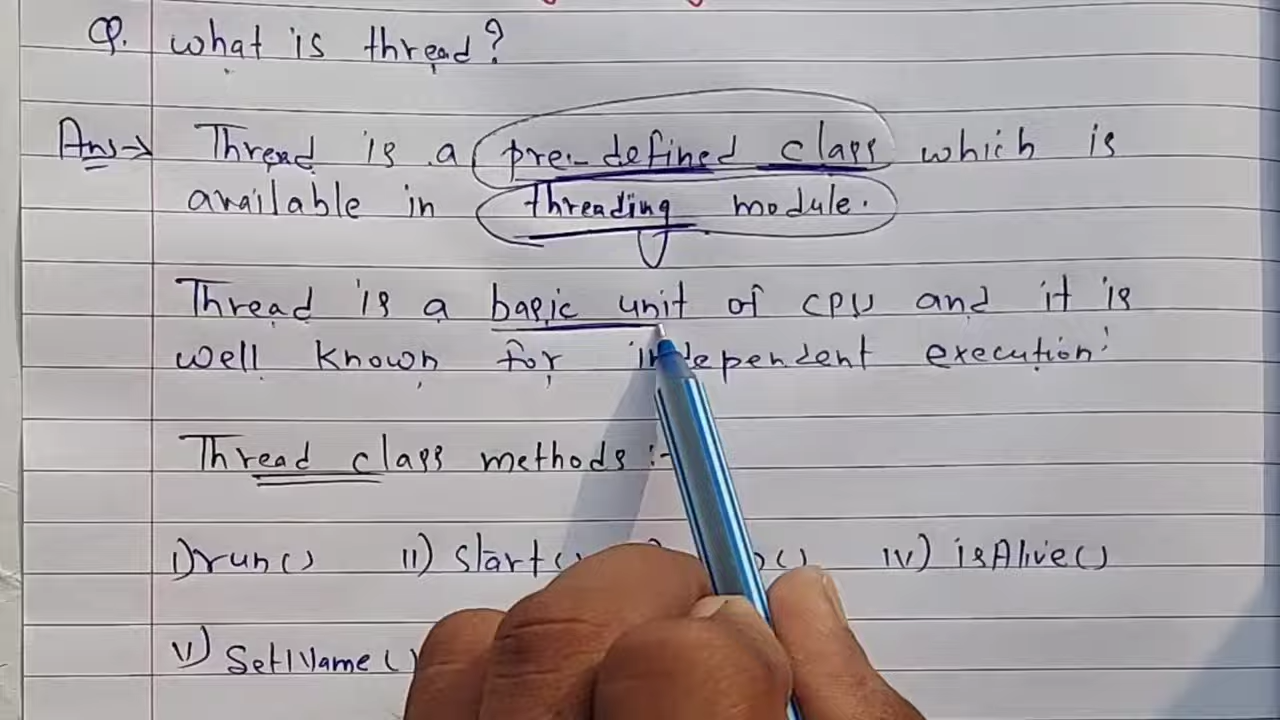 Q. what is thread?
Ans→ Thread is a pre-defined class which is
available in threading module.
Thread is a basic unit of CPU and it is
well known for independent execution.
Thread class methods :-
i) run() ii) start( () iv) isAlive()
v) SetName()